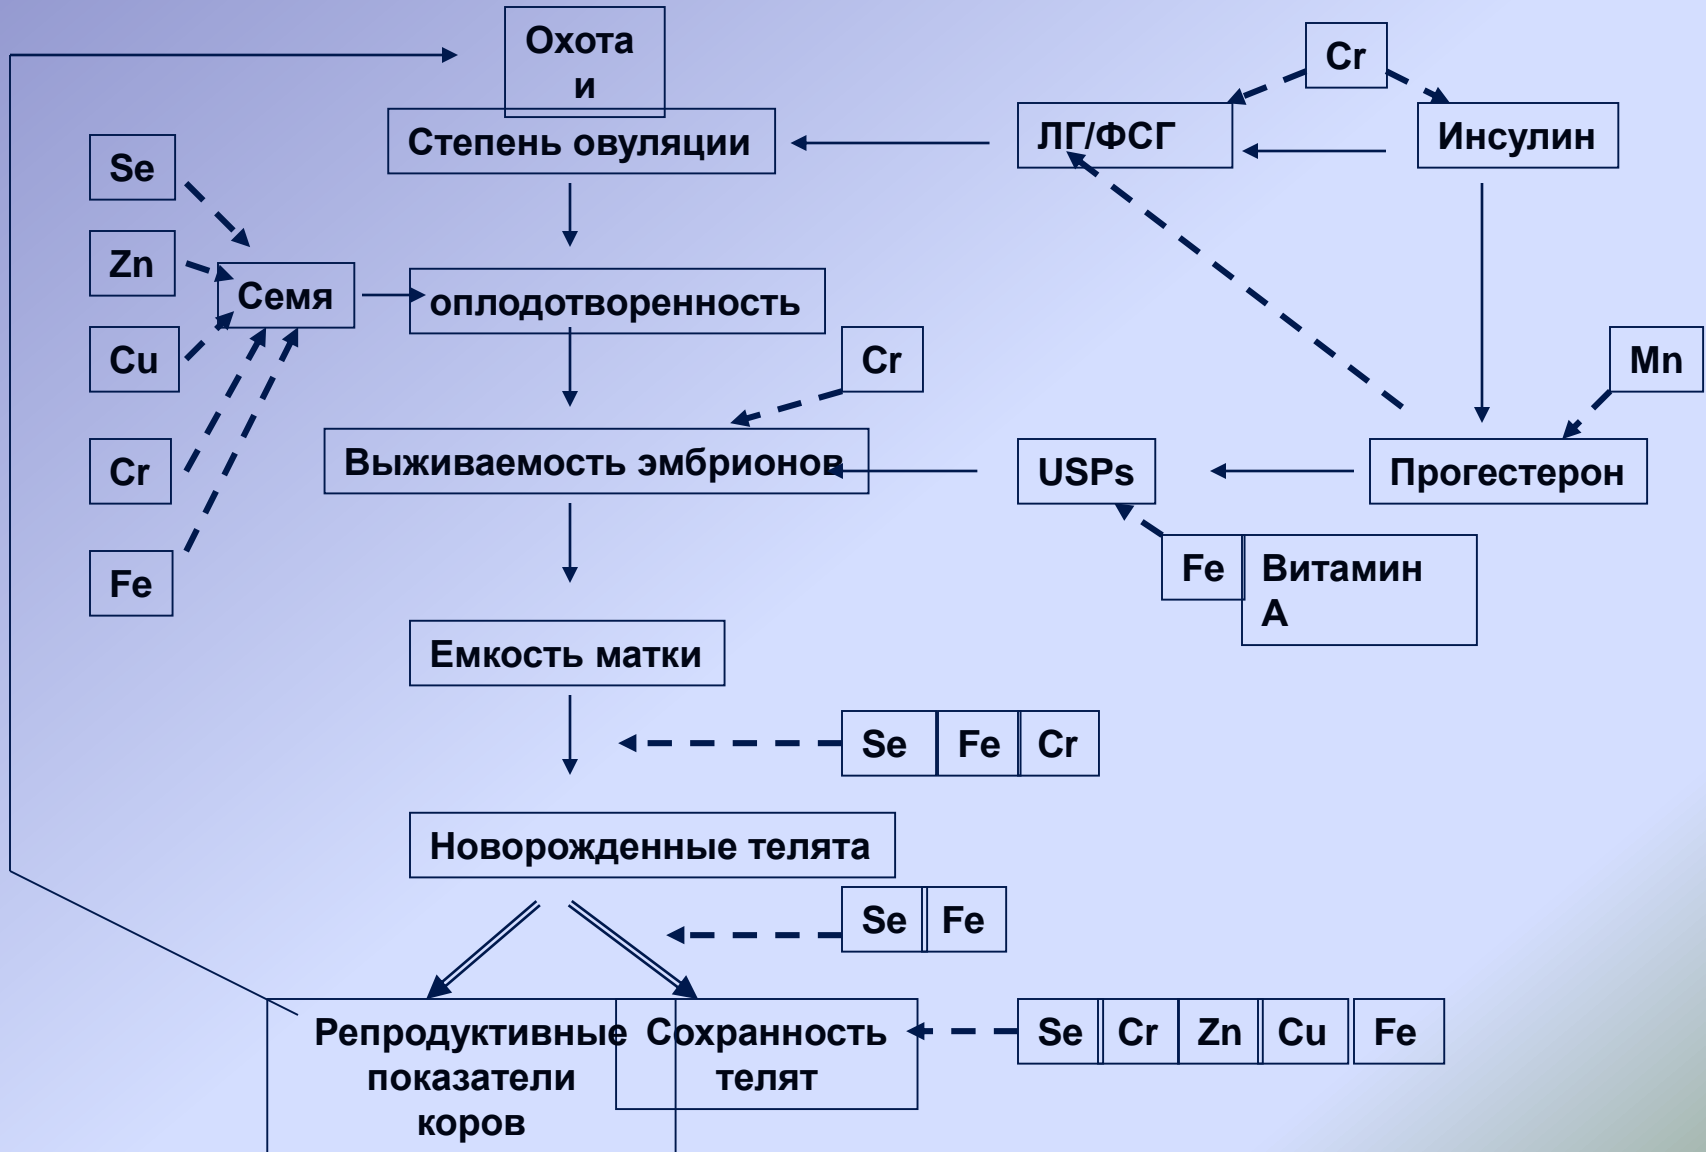 Охота
и
Степень овуляции
Cr
ЛГ/ФСГ
Инсулин
Se
Zn
Семя
оплодотворенность
Cu
Cr
Mn
Cr
Выживаемость эмбрионов
USPs
Прогестерон
Fe
Fe
Витамин
А
Емкость матки
Se
Fe
Cr
Новорожденные телята
Se
Fe
Репродуктивные
показатели
коров
Сохранность
телят
Se
Cr
Zn
Cu
Fe